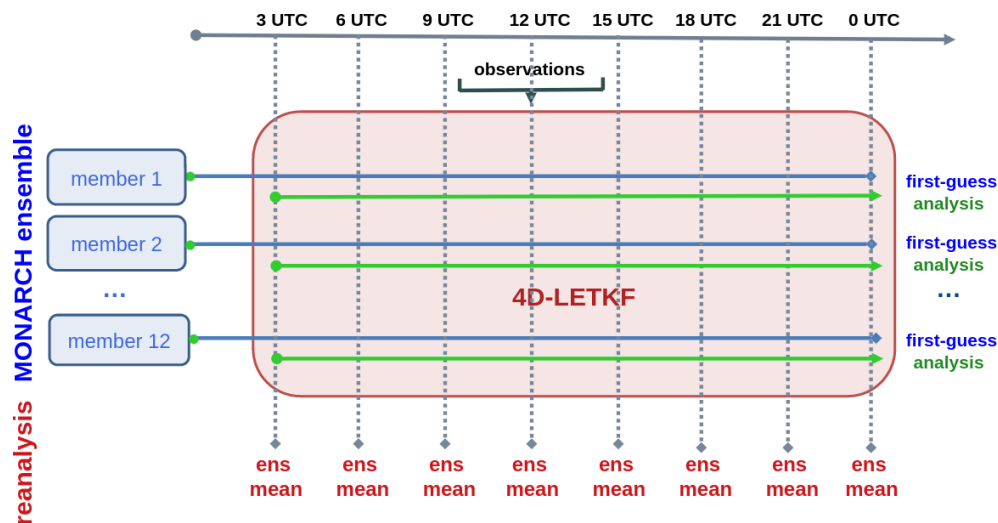 3 UTC 6 UTC 9 UTC 12 UTC 15 UTC 18 UTC 21 UTC 0 UTC
observations
MONARCH ensemble
member 1
first-guess
analysis
member 2
first-guess
analysis
...
4D-LETKF
...
member 12
first-guess
analysis
reanalysis
ens ens ens ens ens ens ens ens
mean mean mean mean mean mean mean mean